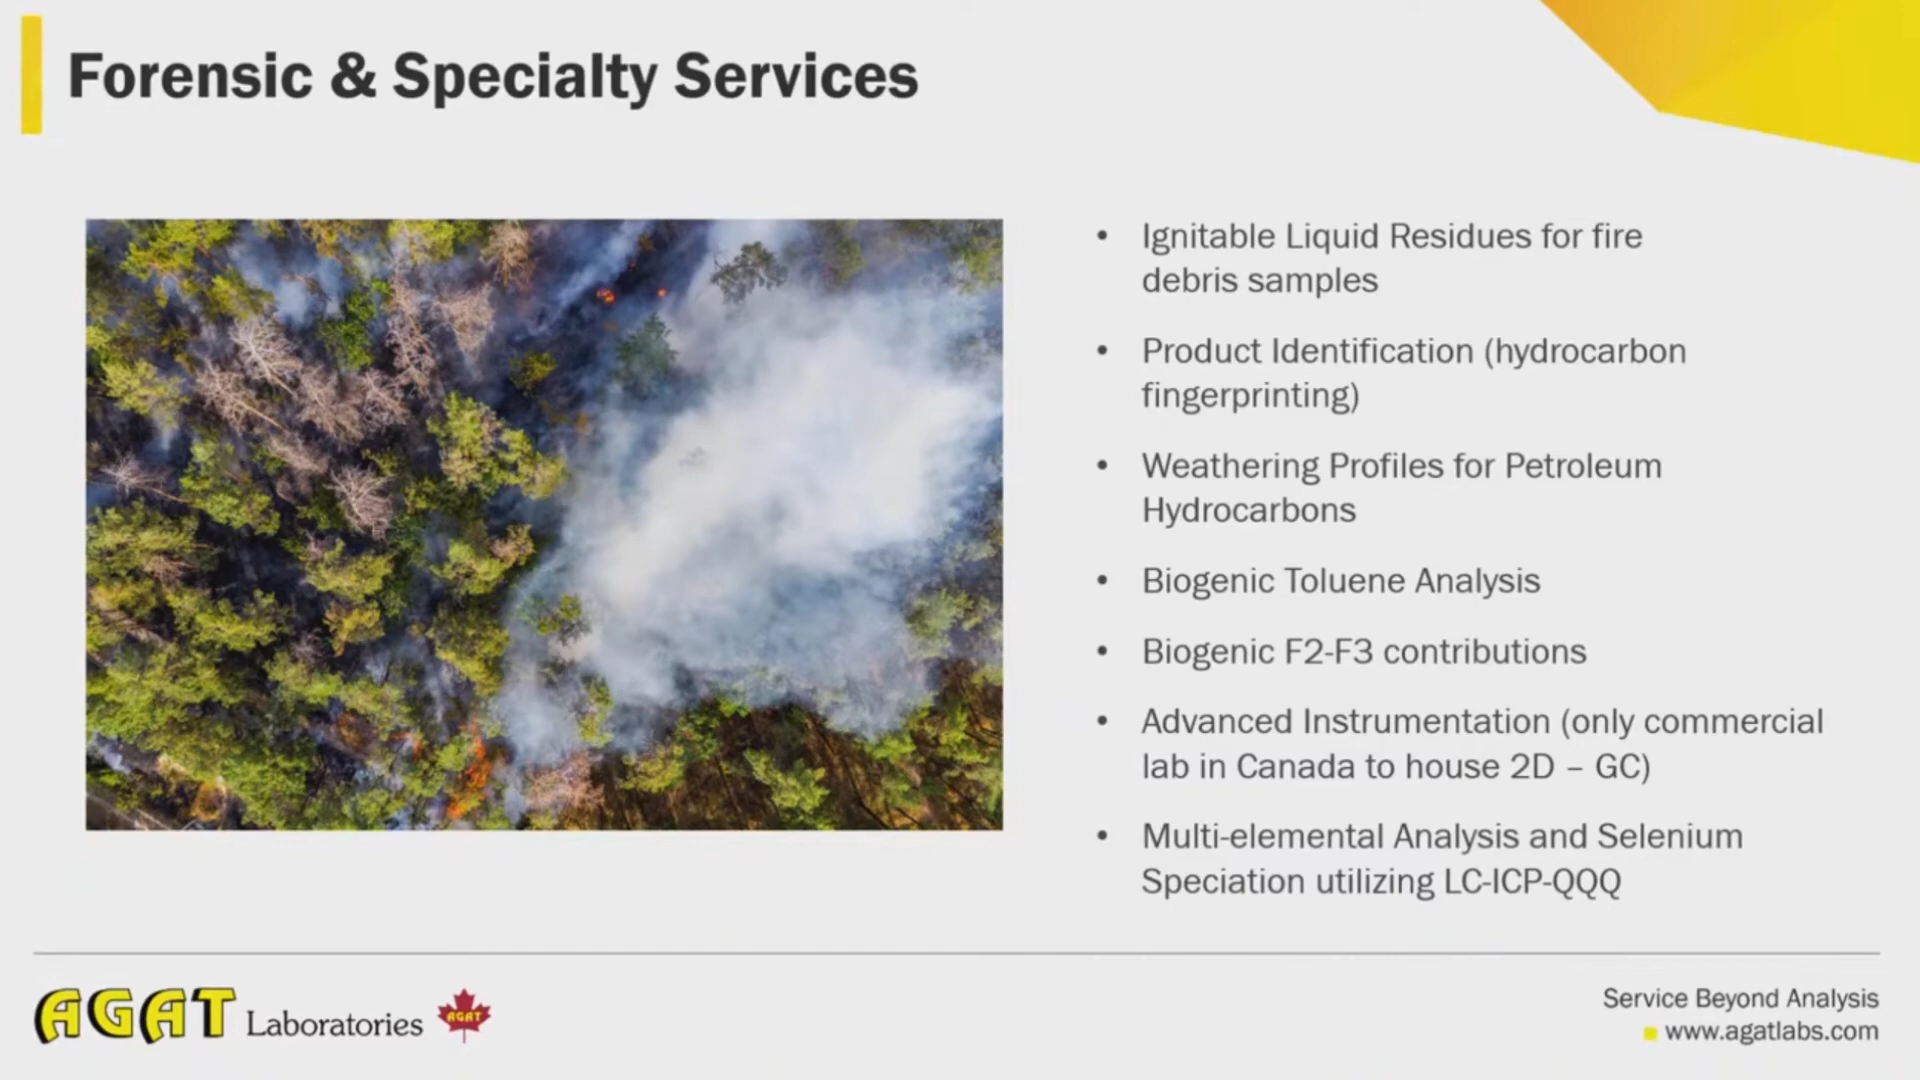 Forensic & Specialty Services
• Ignitable Liquid Residues for fire
debris samples
• Product Identification (hydrocarbon
fingerprinting)
• Weathering Profiles for Petroleum
Hydrocarbons
• Biogenic Toluene Analysis
• Biogenic F2-F3 contributions
• Advanced Instrumentation (only commercial
lab in Canada to house 2D – GC)
• Multi-elemental Analysis and Selenium
Speciation utilizing LC-ICP-QQQ
AGAT Laboratories AGAT
Service Beyond Analysis
www.agatlabs.com